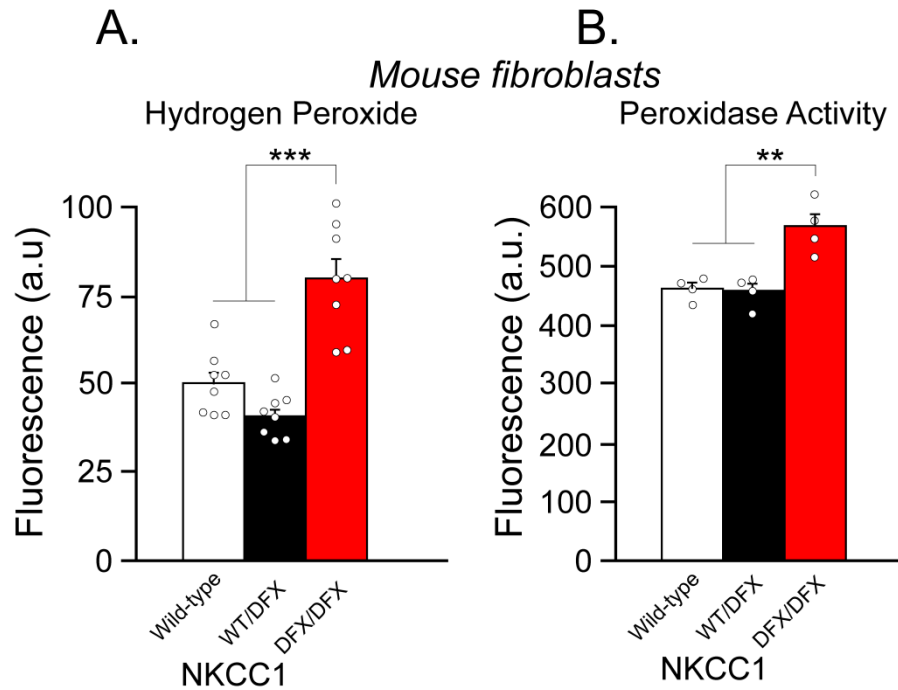 A.
B.
Mouse fibroblasts
Hydrogen Peroxide
Peroxidase Activity
***
**
Fluorescence (a.u)
100
75
50
25
0
Wild-type
WT/DFX
DFX/DFX
NKCC1
Fluorescence (a.u.)
600
500
400
300
200
100
0
Wild-type
WT/DFX
DFX/DFX
NKCC1